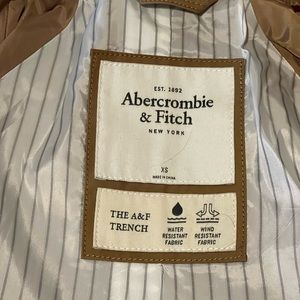 EST. 1892
Abercrombie
& Fitch
NEW YORK
XS
MADE IN CHINA
THE A&F
TRENCH
WATER
RESISTANT
FABRIC
WIND
RESISTANT
FABRIC